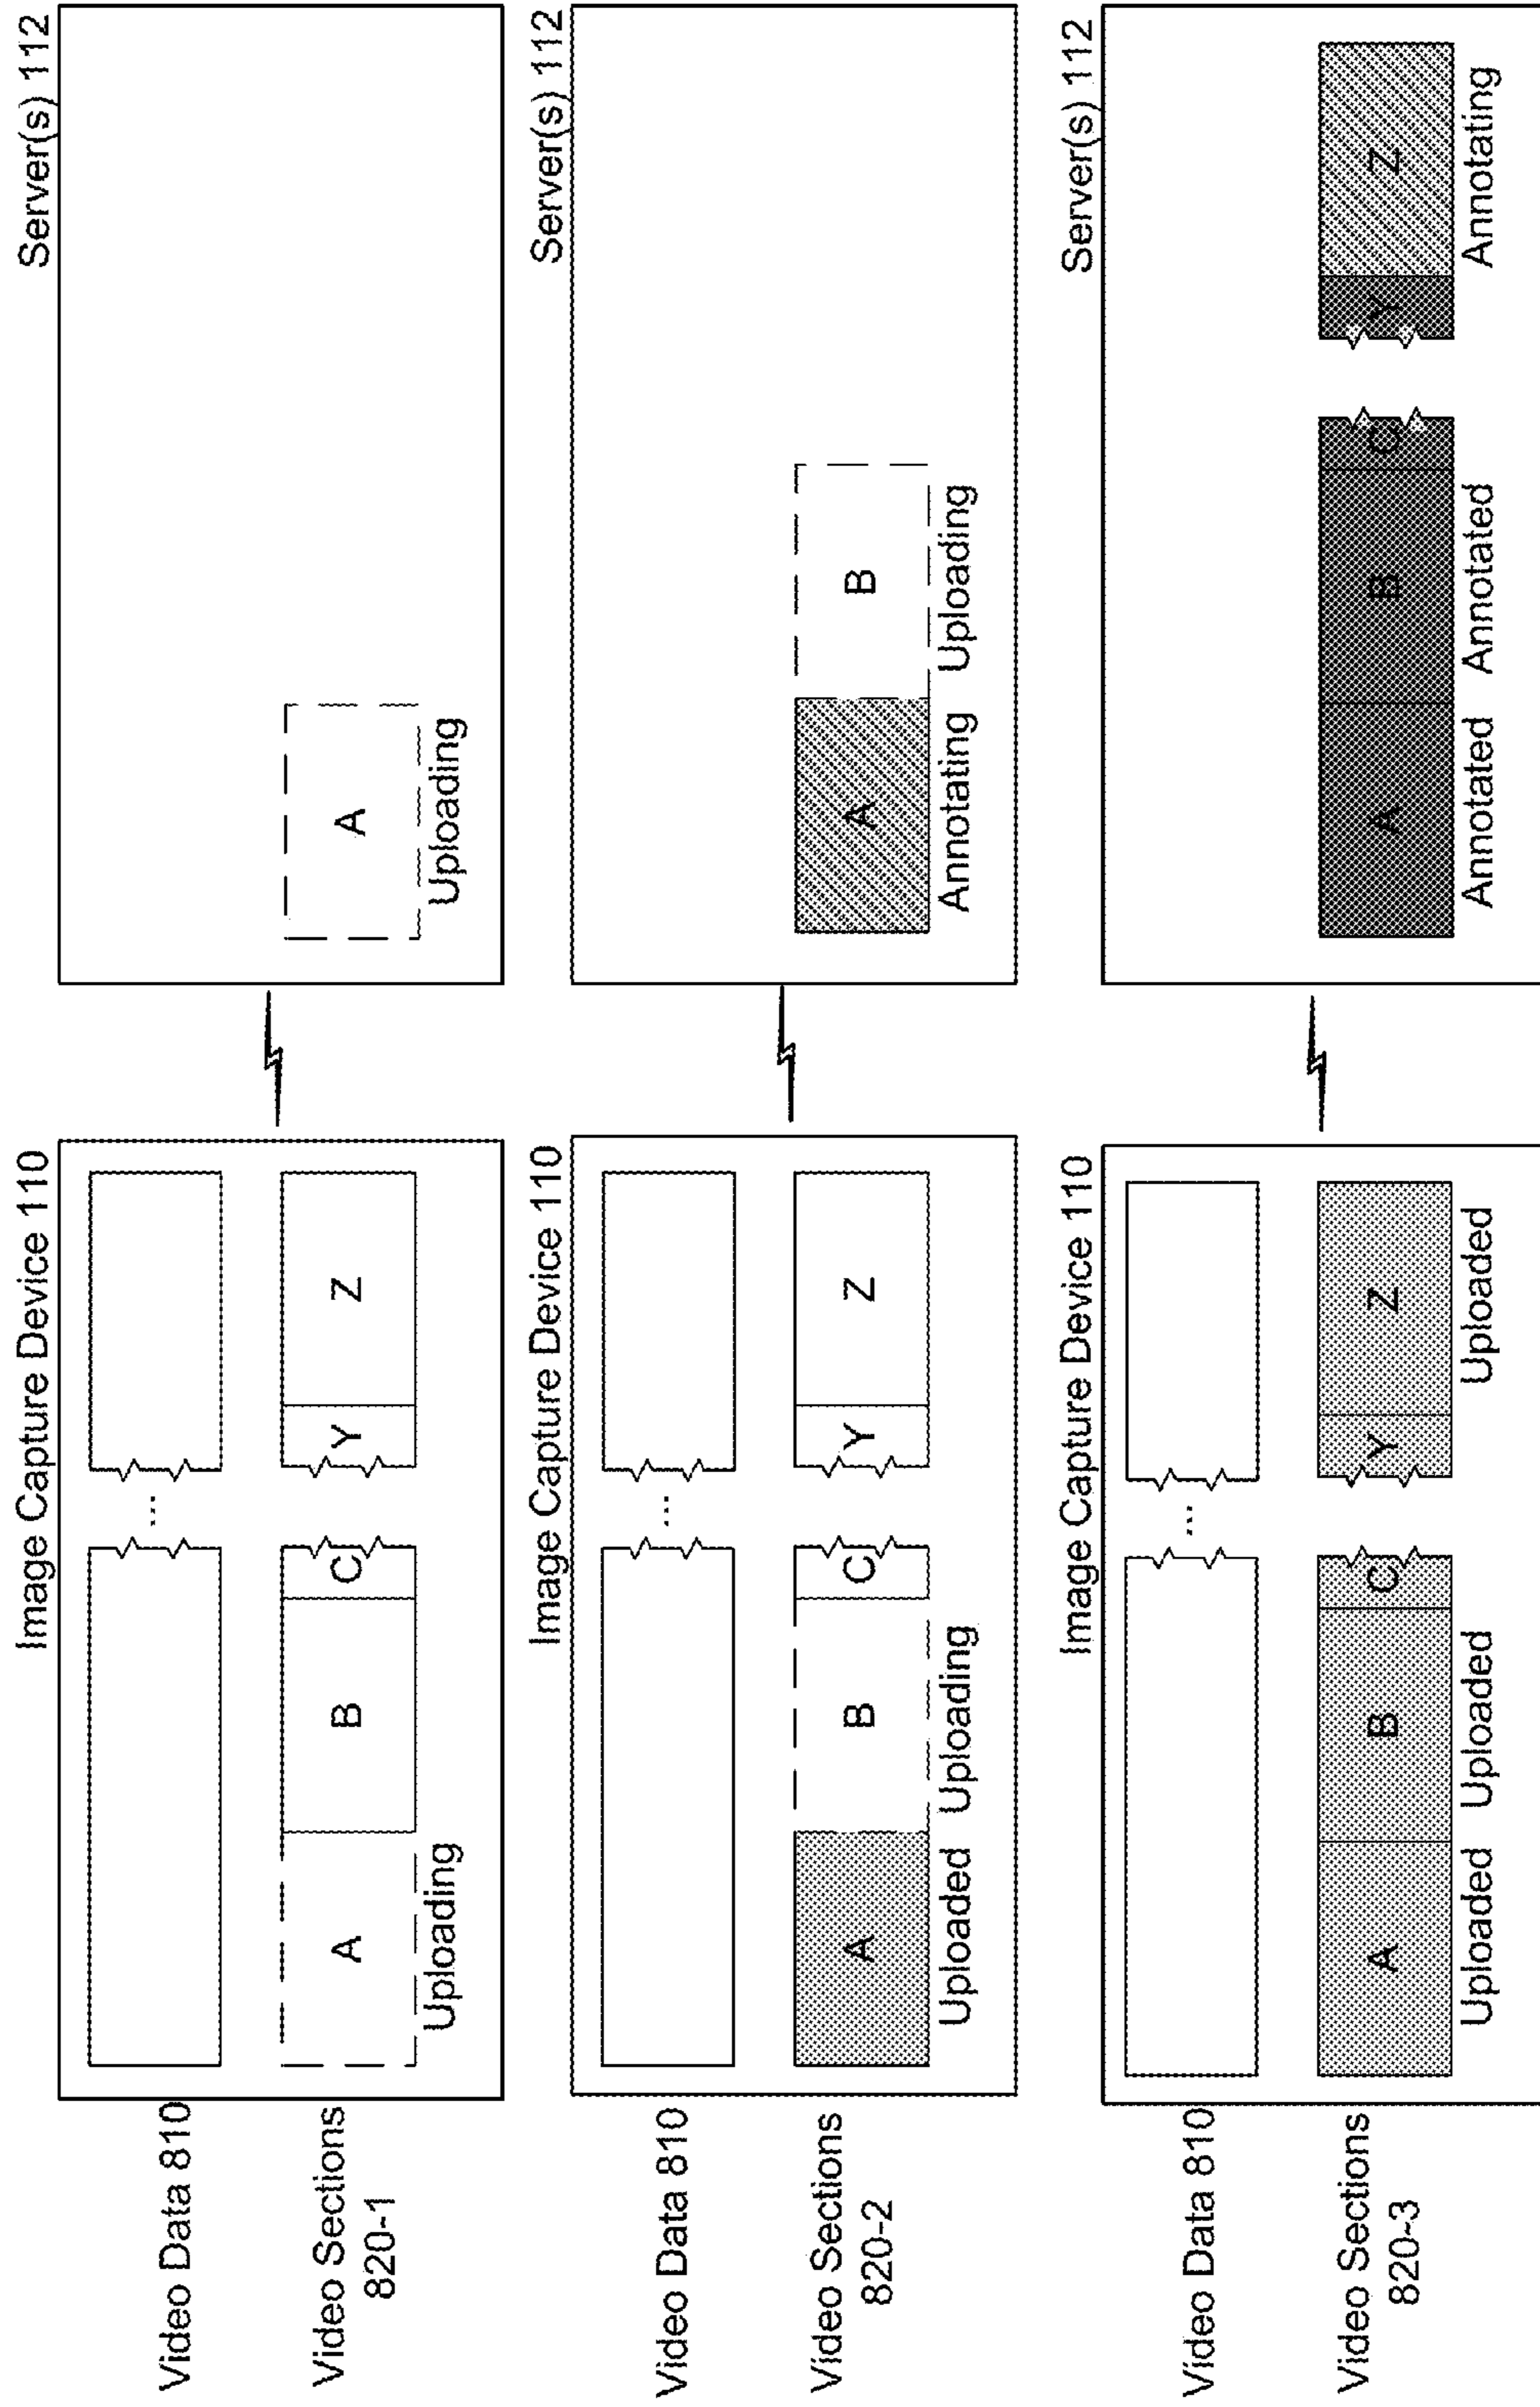 Image Capture Device 110
Server(s) 112
Video Data 810
...
Video Sections
820-1
A
B
C
Y
Z
Uploading
A
Uploading
Image Capture Device 110
Server(s) 112
Video Data 810
...
Video Sections
820-2
A
B
C
Y
Z
Uploaded
Uploading
A
B
Annotating
Uploading
Image Capture Device 110
Server(s) 112
Video Data 810
...
Video Sections
820-3
A
B
C
Y
Z
Uploaded
Uploaded
Uploaded
A
B
C
Y
Z
Annotated
Annotated
Annotating